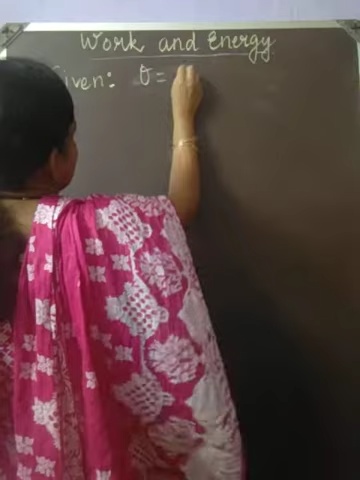 Work and Energy
Given: v =